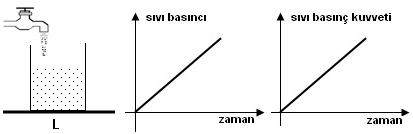 sıvı basıncı
sıvı basınç kuvveti
L
zaman
zaman